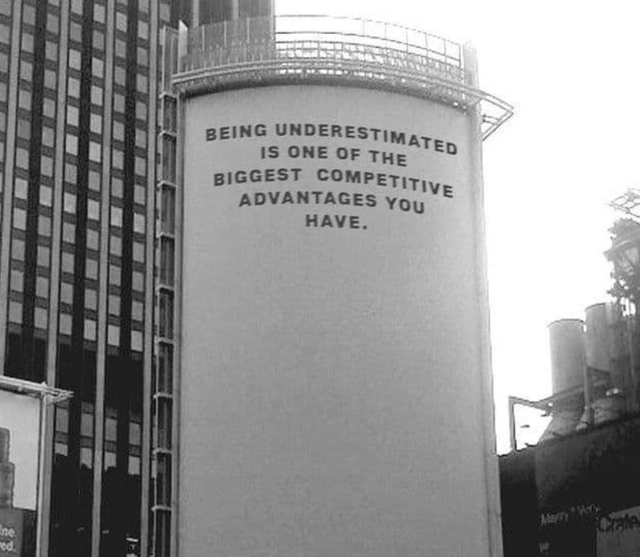 BEING UNDERESTIMATED
IS ONE OF THE
BIGGEST COMPETITIVE
ADVANTAGES YOU
HAVE.